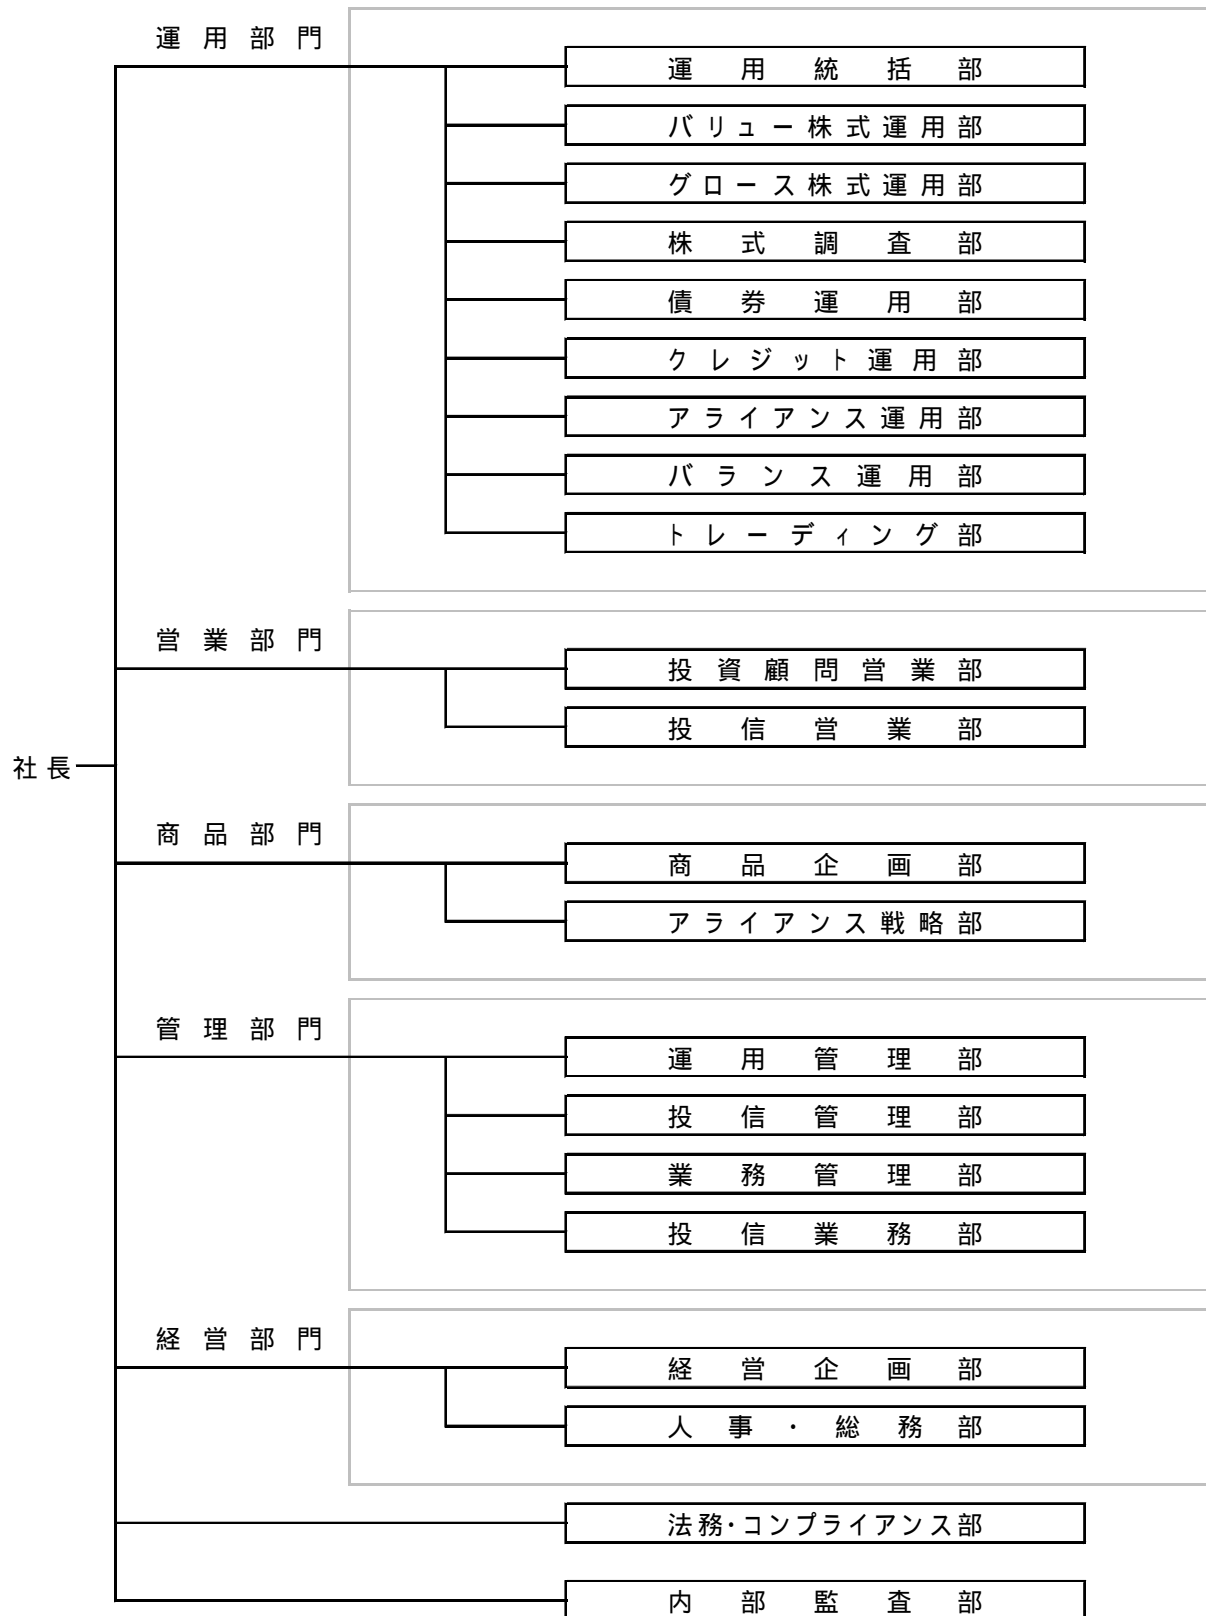 運用部門
運用統括部
バリュー株式運用部
グロース株式運用部
株式調査部
債券運用部
クレジット運用部
アライアンス運用部
バランス運用部
トレーディング部
営業部門
投資顧問営業部
投信営業部
社長
商品部門
商品企画部
アライアンス戦略部
管理部門
運用管理部
投信管理部
業務管理部
投信業務部
経営部門
経営企画部
人事・総務部
法務・コンプライアンス部
内部監査部